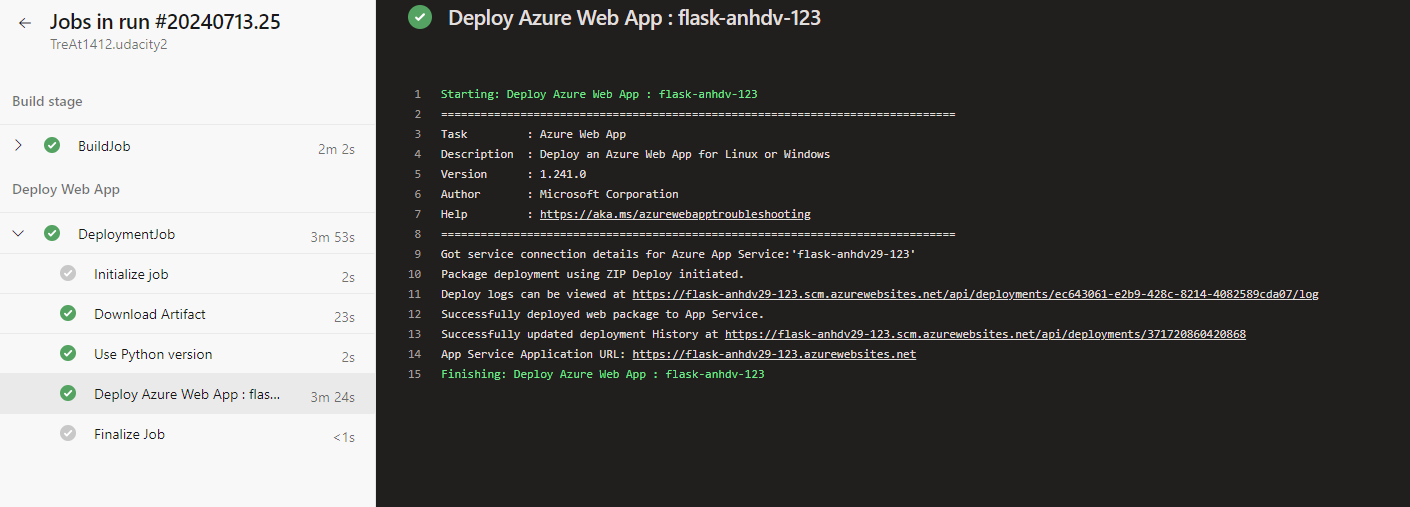 Jobs in run #20240713.25
TreAt1412.udacity2
Build stage
BuildJob 2m 2s
Deploy Web App
DeploymentJob 3m 53s
Initialize job 2s
Download Artifact 23s
Use Python version 2s
Deploy Azure Web App : flas... 3m 24s
Finalize Job <1s
Deploy Azure Web App : flask-anhdv-123
1 Starting: Deploy Azure Web App : flask-anhdv-123
2 ==============================================================================
3 Task         : Azure Web App
4 Description  : Deploy an Azure Web App for Linux or Windows
5 Version      : 1.241.0
6 Author       : Microsoft Corporation
7 Help         : https://aka.ms/azurewebapptroubleshooting
8 ==============================================================================
9 Got service connection details for Azure App Service:'flask-anhdv29-123'
10 Package deployment using ZIP Deploy initiated.
11 Deploy logs can be viewed at https://flask-anhdv29-123.scm.azurewebsites.net/api/deployments/ec643061-e2b9-428c-8214-4082589cda07/log
12 Successfully deployed web package to App Service.
13 Successfully updated deployment History at https://flask-anhdv29-123.scm.azurewebsites.net/api/deployments/371720860420868
14 App Service Application URL: https://flask-anhdv29-123.azurewebsites.net
15 Finishing: Deploy Azure Web App : flask-anhdv-123